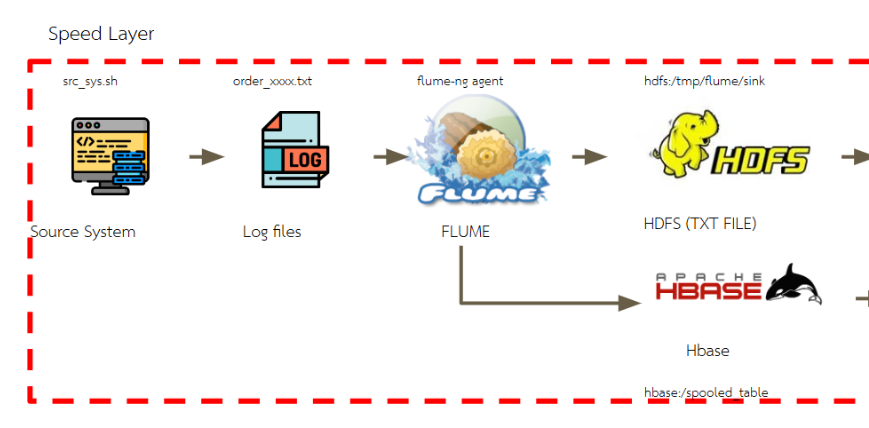 Speed Layer
src_sys.sh
order_xxxx.txt
flume-ng agent
hdfs:/tmp/flume/sink
LOG
FLUME
HDFS
Source System
Log files
FLUME
HDFS (TXT FILE)
APACHE
HBASE
Hbase
hbase:/spooled_table